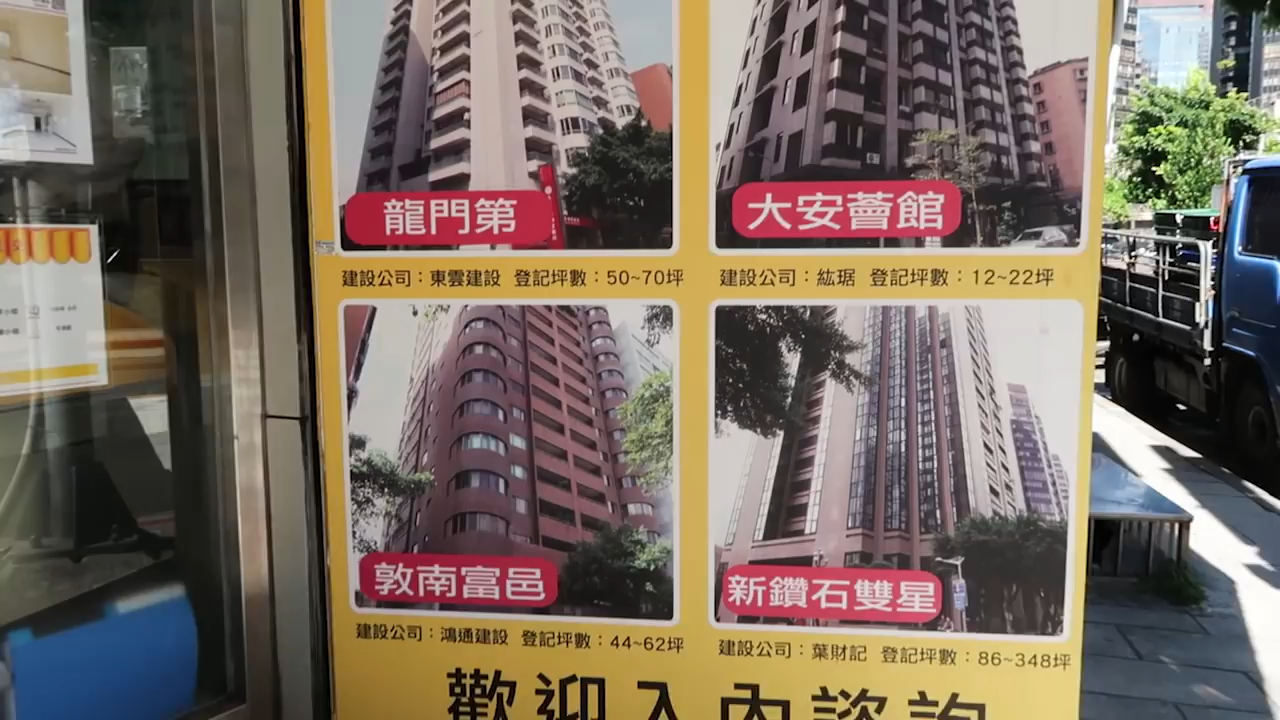 龍門第
大安薈館
建設公司：東雲建設 登記坪數：50~70坪
建設公司：紘琚 登記坪數：12~22坪
敦南富邑
新鑽石雙星
建設公司：鴻通建設 登記坪數：44~62坪
建設公司：葉財記 登記坪數：86~348坪
歡迎入內諮詢